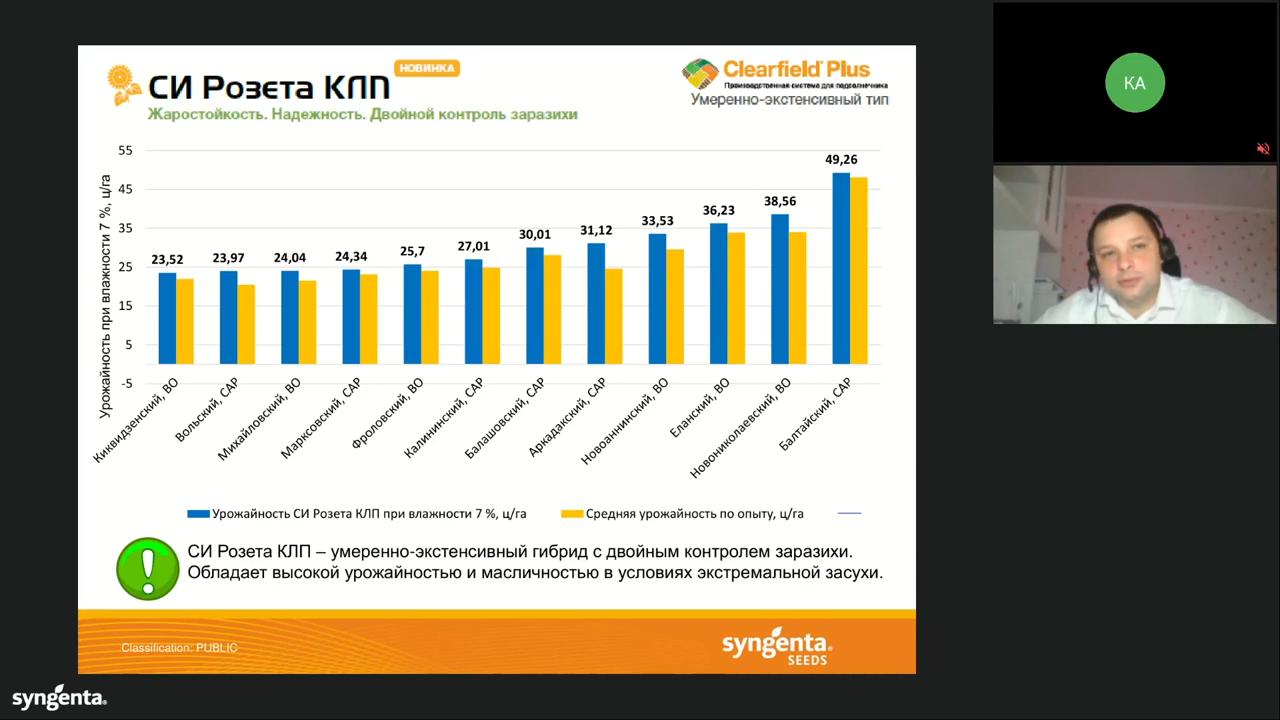 СИ Розета КЛП
НОВИНКА
Жаростойкость. Надежность. Двойной контроль заразихи
Clearfield® Plus
Производственная система для подсолнечника
Умеренно-экстенсивный тип
Урожайность при влажности 7 %, ц/га
55
45
35
25
15
5
-5
23,52
23,97
24,04
24,34
25,7
27,01
30,01
31,12
33,53
36,23
38,56
49,26
Киквидзенский, ВО
Вольский, САР
Михайловский, ВО
Марксовский, САР
Фроловский, ВО
Калининский, САР
Балашовский, САР
Аркадакский, САР
Новоаннинский, ВО
Еланский, ВО
Новониколаевский, ВО
Балтайский, САР
Урожайность СИ Розета КЛП при влажности 7 %, ц/га
Средняя урожайность по опыту, ц/га
СИ Розета КЛП – умеренно-экстенсивный гибрид с двойным контролем заразихи.
Обладает высокой урожайностью и масличностью в условиях экстремальной засухи.
Classification: PUBLIC
syngenta®
SEEDS
syngenta®
КА